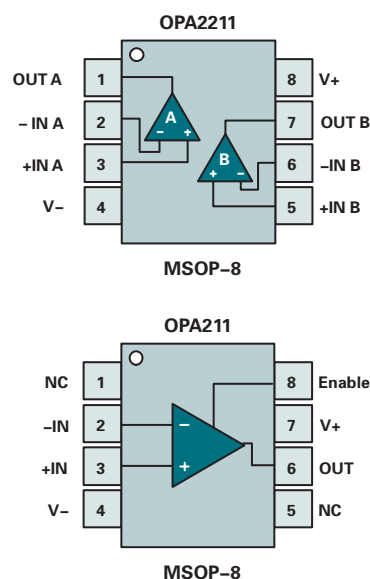 OPA2211
OUT A 1 8 V+
– IN A 2 A 7 OUT B
– +
+IN A 3 B 6 –IN B
+ –
V– 4 5 +IN B
MSOP–8
OPA211
NC 1 8 Enable
–IN 2 – 7 V+
+IN 3 + 6 OUT
V– 4 5 NC
MSOP–8